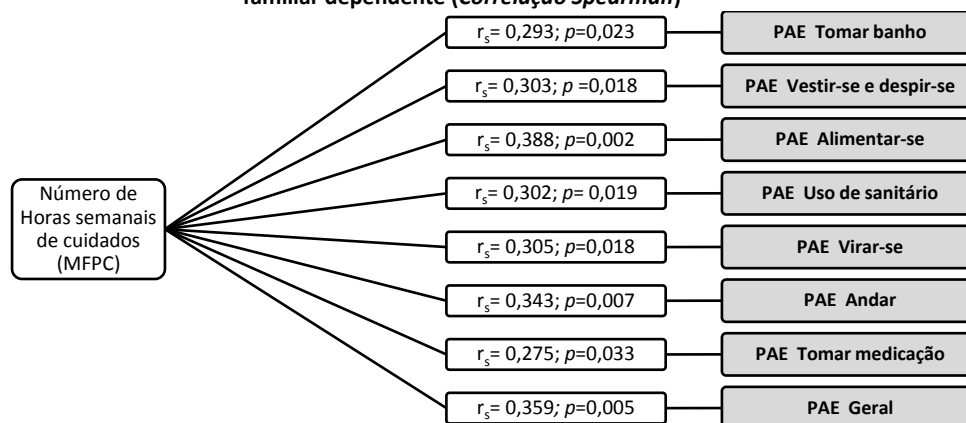 familiar dependente (Correlação Spearman)
rs= 0,293; p=0,023
PAE Tomar banho
rs= 0,303; p =0,018
PAE Vestir-se e despir-se
rs= 0,388; p=0,002
PAE Alimentar-se
rs= 0,302; p = 0,019
PAE Uso de sanitário
Número de
Horas semanais
de cuidados
(MFPC)
rs= 0,305; p=0,018
PAE Virar-se
rs= 0,343; p=0,007
PAE Andar
rs= 0,275; p=0,033
PAE Tomar medicação
rs= 0,359; p=0,005
PAE Geral